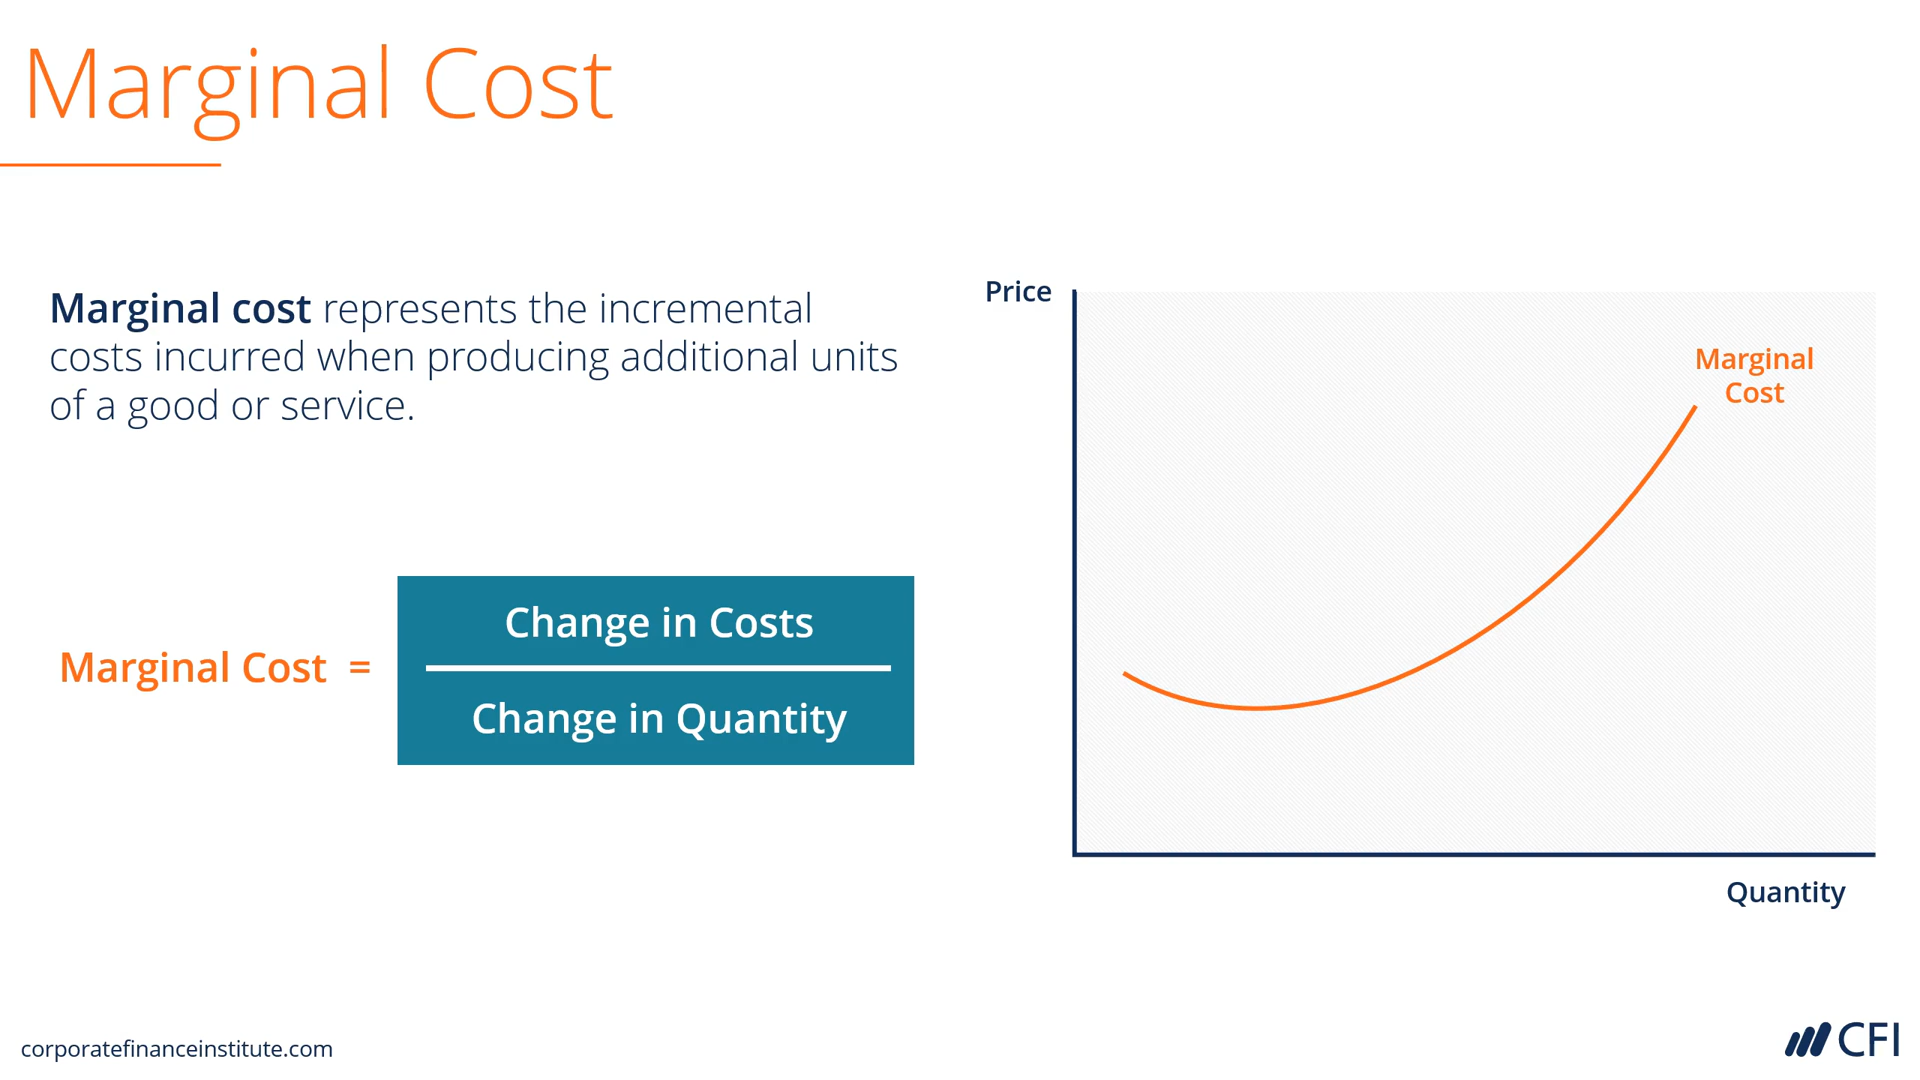 Marginal Cost
Marginal cost represents the incremental
costs incurred when producing additional units
of a good or service.
Marginal Cost =
Change in Costs
Change in Quantity
Price
Marginal
Cost
Quantity
corporatefinanceinstitute.com
CFI